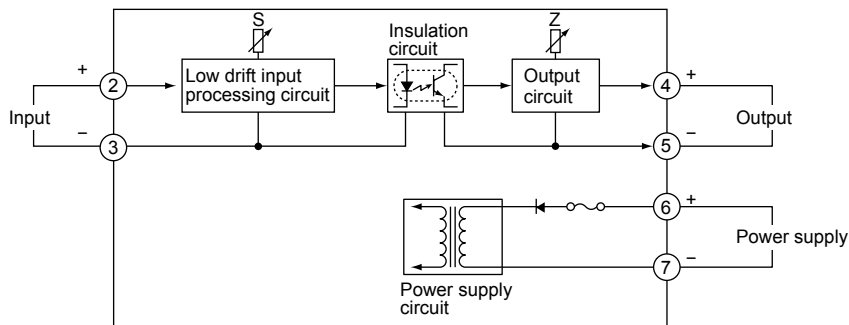 S
Z
Insulation
circuit
+
2
Low drift input
processing circuit
Output
circuit
4
+
Input
Output
−
3
5
−
6
+
Power supply
7
−
Power supply
circuit